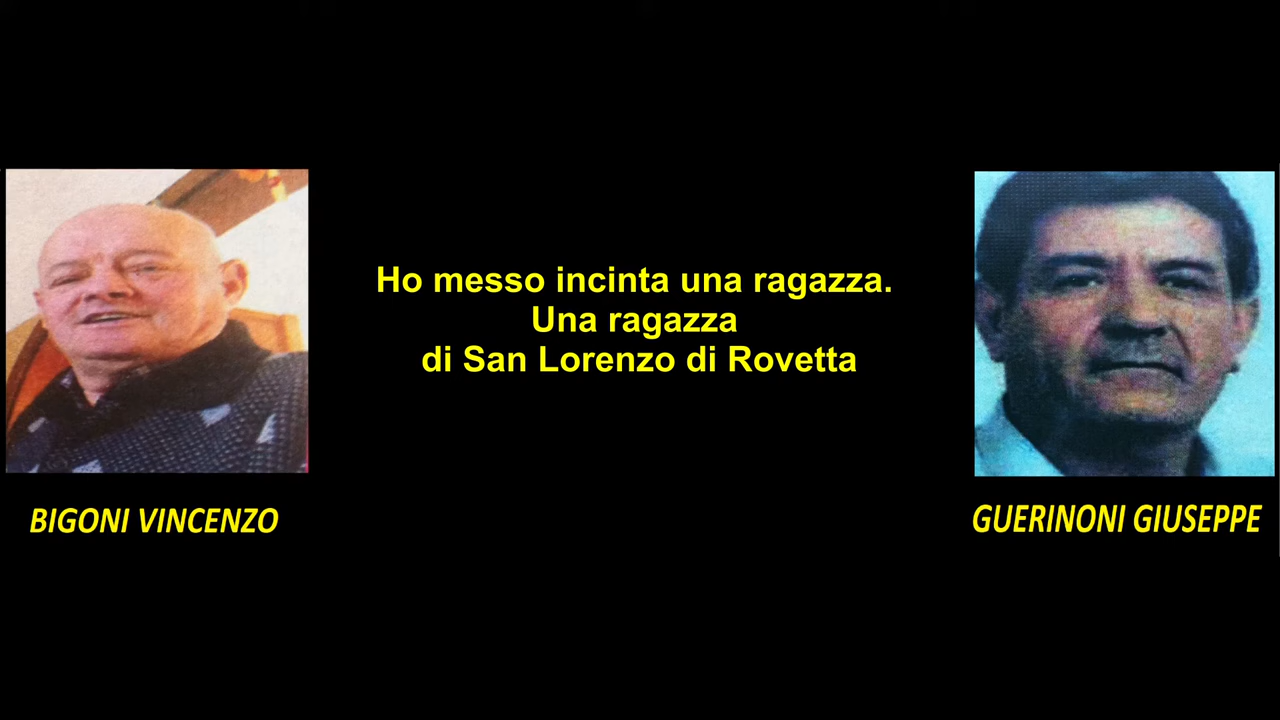 Ho messo incinta una ragazza.
Una ragazza
di San Lorenzo di Rovetta
BIGONI VINCENZO
GUERINONI GIUSEPPE